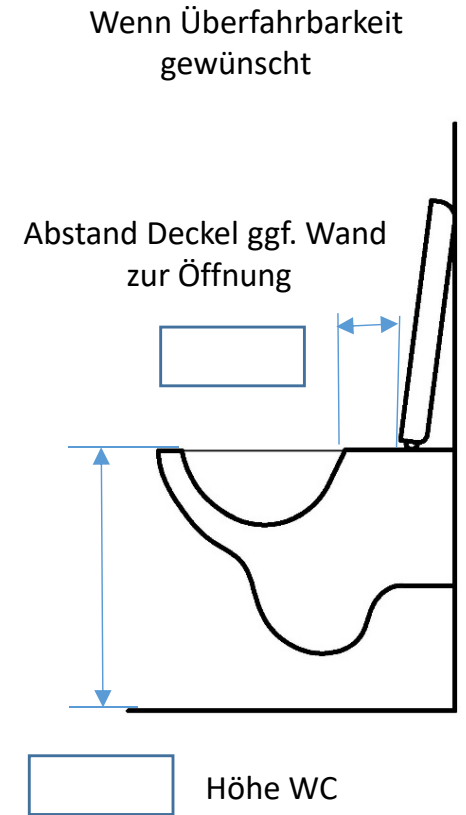 Wenn Überfahrbarkeit
gewünscht
Abstand Deckel ggf. Wand
zur Öffnung
Höhe WC